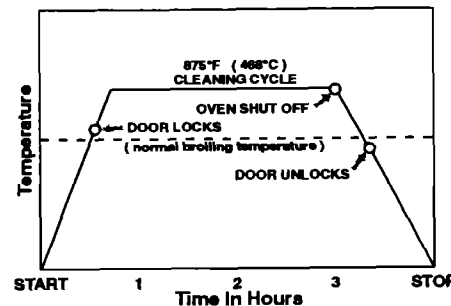 875°F ( 468°C )
CLEANING CYCLE
OVEN SHUT OFF
DOOR LOCKS
( normal broiling temperature )
DOOR UNLOCKS
Temperature
START 1 2 3 STOP
Time In Hours